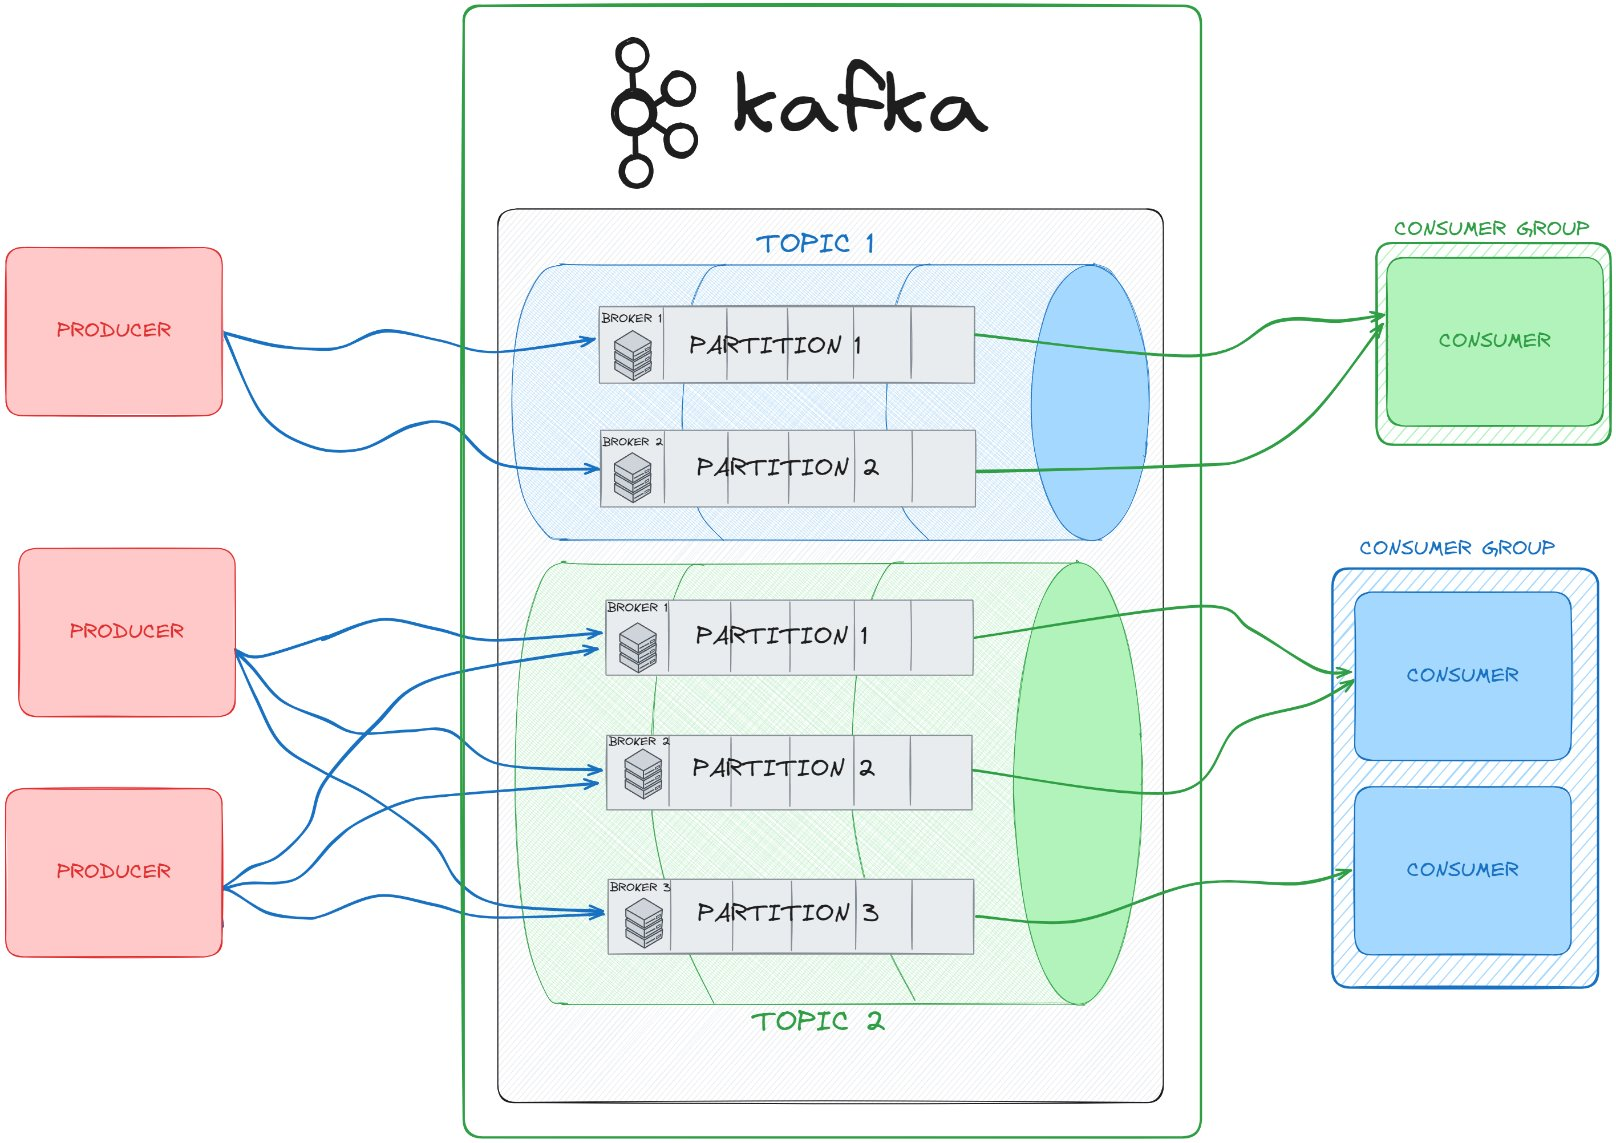 kafka
TOPIC 1
PRODUCER
BROKER 1
PARTITION 1
BROKER 2
PARTITION 2
CONSUMER GROUP
CONSUMER
PRODUCER
PRODUCER
BROKER 1
PARTITION 1
BROKER 2
PARTITION 2
BROKER 3
PARTITION 3
TOPIC 2
CONSUMER GROUP
CONSUMER
CONSUMER